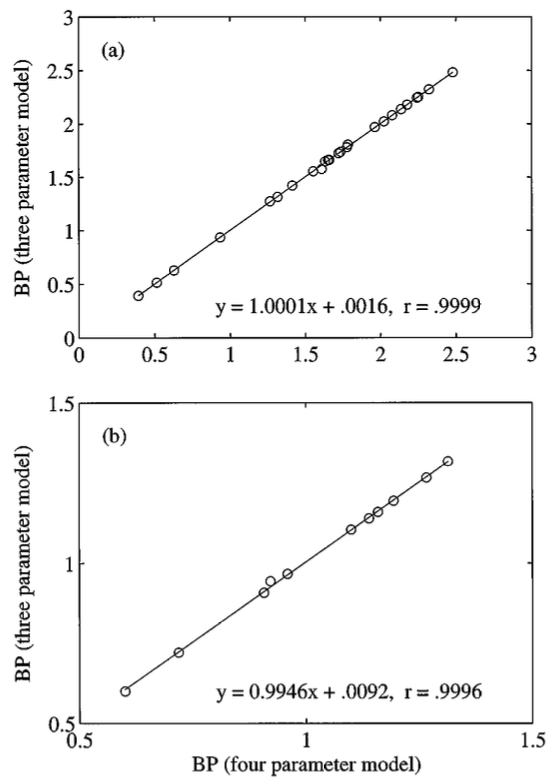 3
(a)
2.5
2
BP (three parameter model)
1.5
1
0.5
y = 1.0001x + .0016, r = .9999
0
0 0.5 1 1.5 2 2.5 3
1.5
(b)
BP (three parameter model)
1
y = 0.9946x + .0092, r = .9996
0.5
0.5 1 1.5
BP (four parameter model)